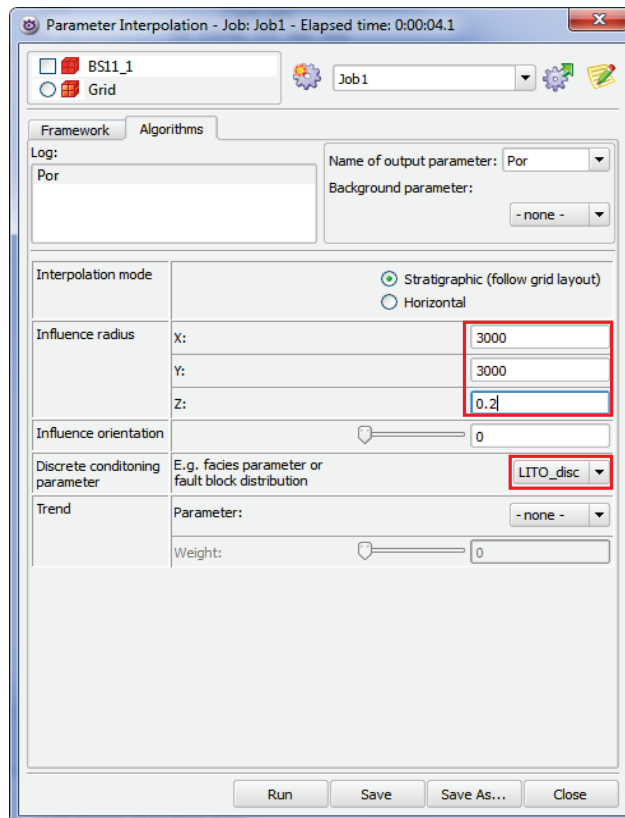 Parameter Interpolation - Job: Job1 - Elapsed time: 0:00:04.1
BS11_1
Grid
Job1
Framework
Algorithms
Log:
Por
Name of output parameter: Por
Background parameter:
- none -
Interpolation mode
Stratigraphic (follow grid layout)
Horizontal
Influence radius
X: 3000
Y: 3000
Z: 0.2
Influence orientation 0
Discrete conditoning
parameter
E.g. facies parameter or
fault block distribution
LITO_disc
Trend
Parameter: - none -
Weight: 0
Run Save Save As... Close